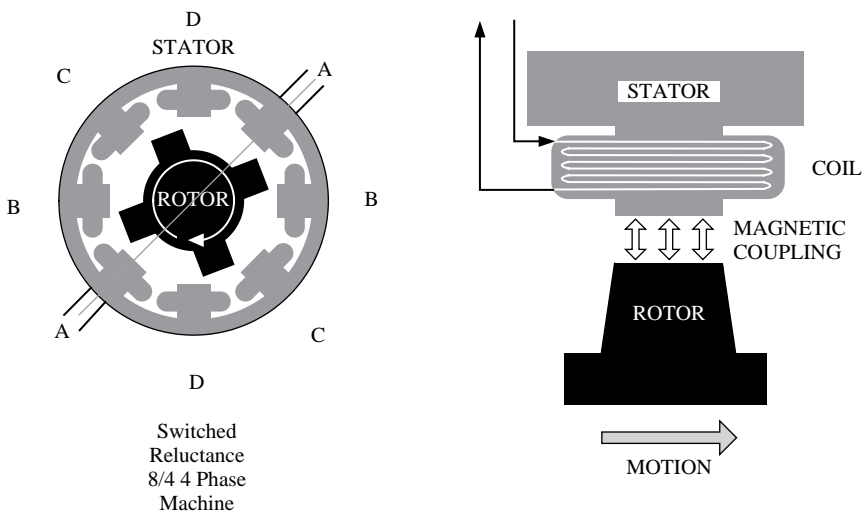 D
STATOR
C
A
B
ROTOR
B
A
C
D
Switched
Reluctance
8/4 4 Phase
Machine
STATOR
COIL
MAGNETIC
COUPLING
ROTOR
MOTION